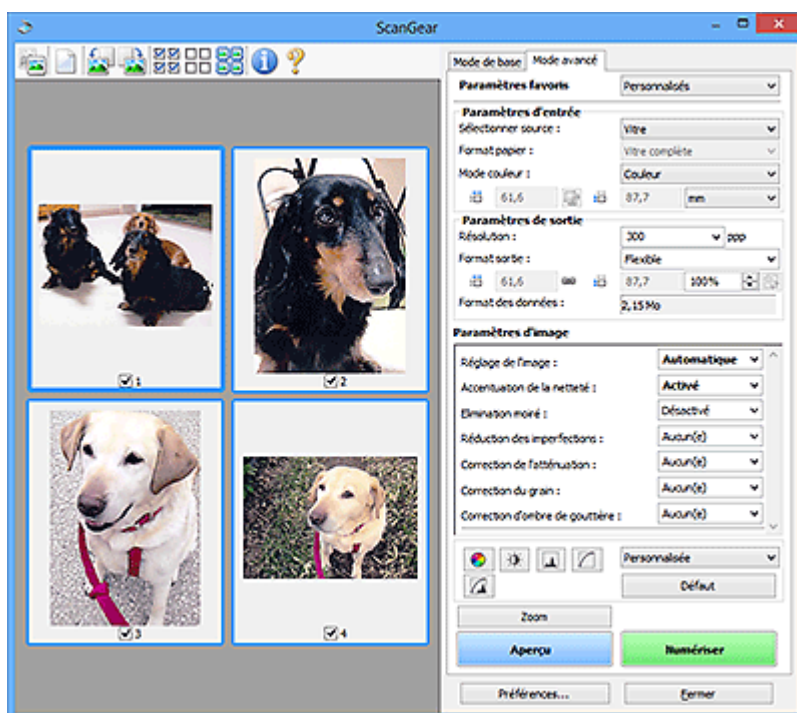 ScanGear
Mode de base Mode avancé
Paramètres favoris Personnalisés
Paramètres d'entrée
Sélectionner source : Vitre
Format papier : Vitre complète
Mode couleur : Couleur
61,6 87,7 mm
Paramètres de sortie
Résolution : 300 ppp
Format sortie : Flexible
61,6 87,7 100%
Format des données : 2,15 Mo
Paramètres d'image
Réglage de l'image : Automatique
Accentuation de la netteté : Activé
Elimination moiré : Désactivé
Réduction des imperfections : Aucun(e)
Correction de l'atténuation : Aucun(e)
Correction du grain : Aucun(e)
Correction d'ombre de gouttière : Aucun(e)
Personnalisée
Défaut
Zoom
Aperçu Numériser
Préférences... Fermer
1
2
3
4